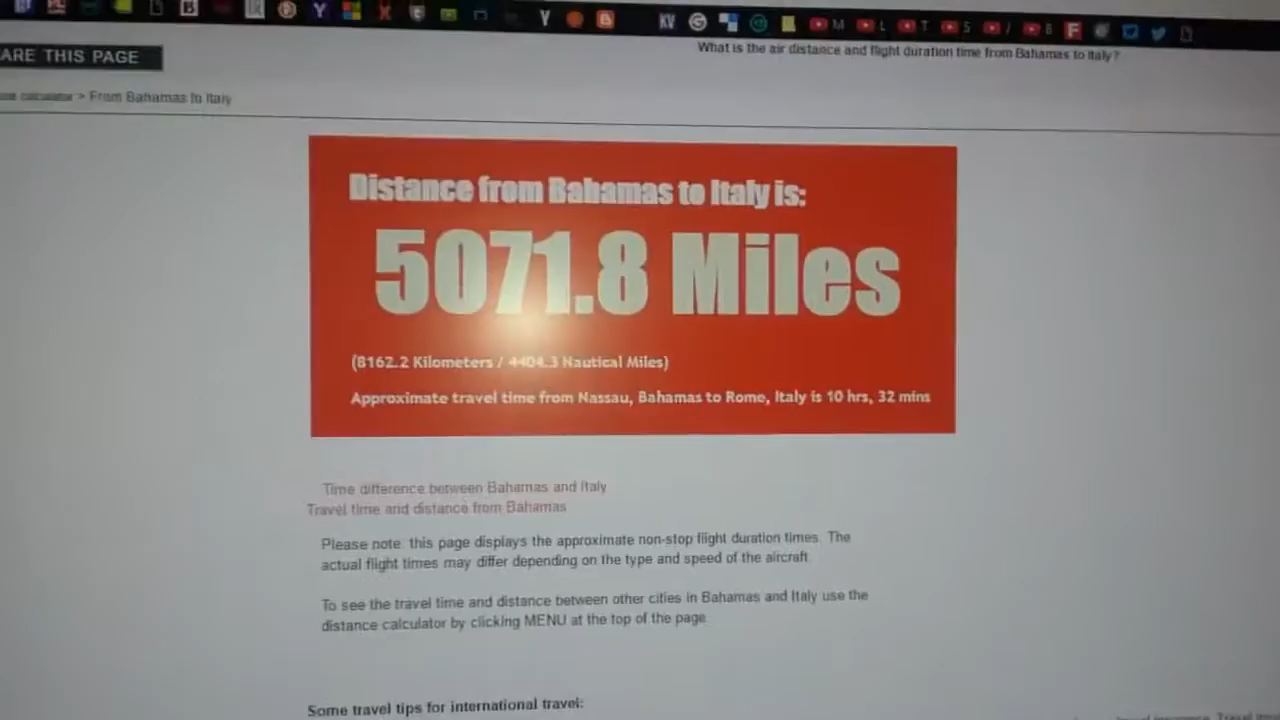 What is the air distance and flight duration time from Bahamas to Italy?
ARE THIS PAGE
calculator > From Bahamas to Italy
Distance from Bahamas to Italy is:
5071.8 Miles
(8162.2 Kilometers / 4404.3 Nautical Miles)
Approximate travel time from Nassau, Bahamas to Rome, Italy is 10 hrs, 32 mins
Time difference between Bahamas and Italy
Travel time and distance from Bahamas
Please note: this page displays the approximate non-stop flight duration times. The
actual flight times may differ depending on the type and speed of the aircraft.
To see the travel time and distance between other cities in Bahamas and Italy use the
distance calculator by clicking MENU at the top of the page.
Some travel tips for international travel: